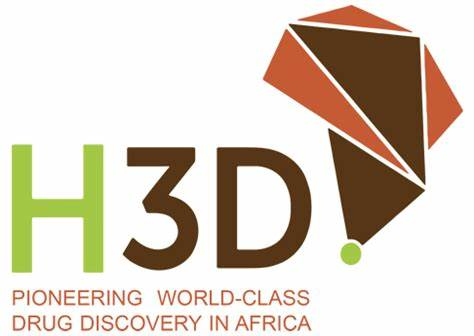 H3D
PIONEERING WORLD-CLASS
DRUG DISCOVERY IN AFRICA